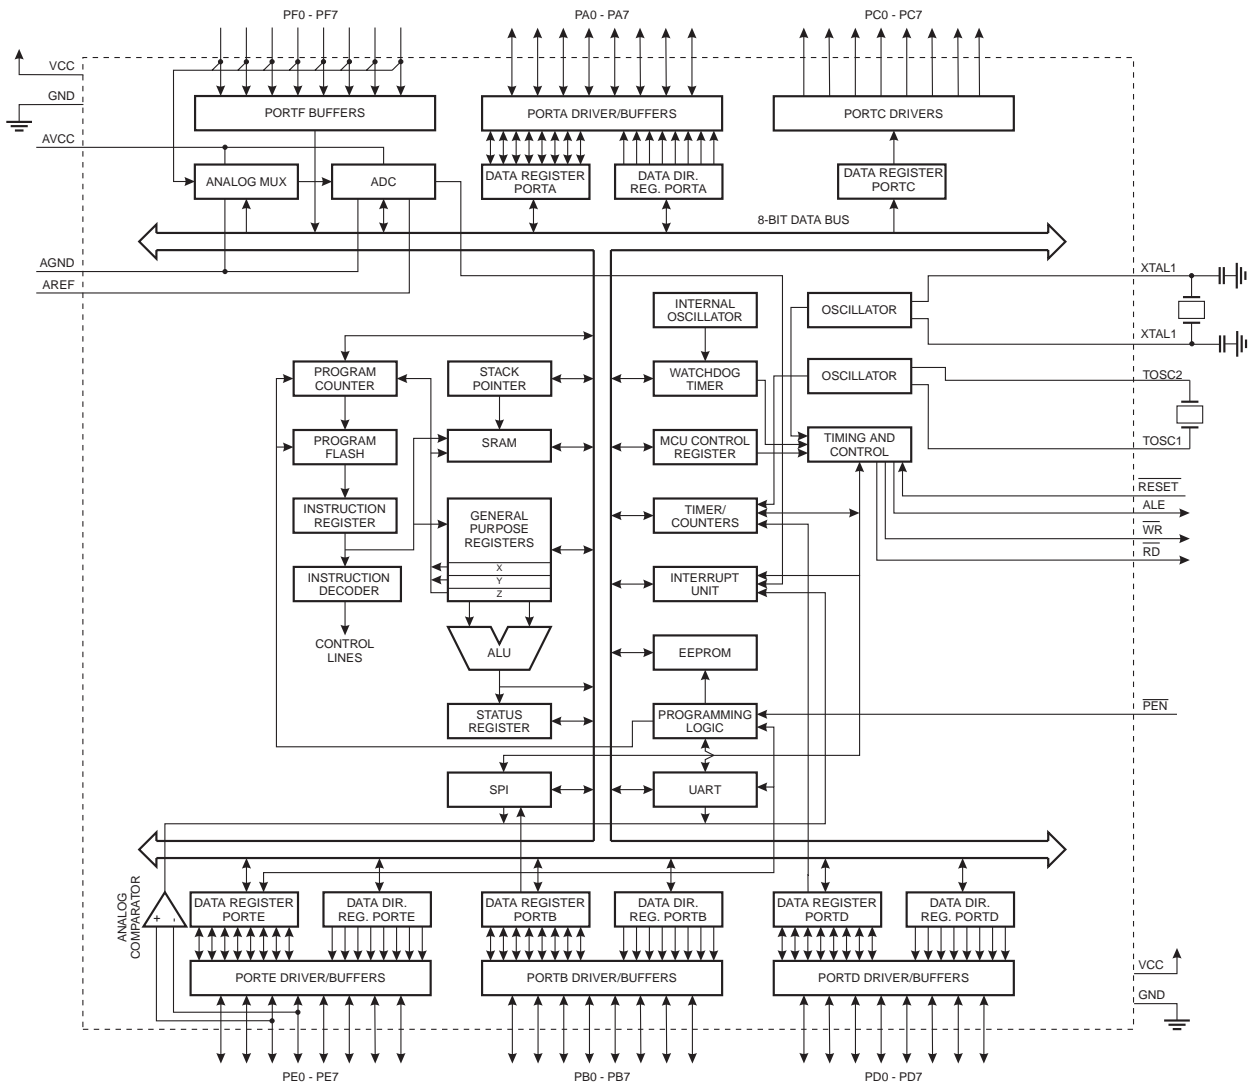 PF0 - PF7
PA0 - PA7
PC0 - PC7
VCC
GND
PORTF BUFFERS
PORTA DRIVER/BUFFERS
PORTC DRIVERS
AVCC
ANALOG MUX
ADC
DATA REGISTER
PORTA
DATA DIR.
REG. PORTA
DATA REGISTER
PORTC
8-BIT DATA BUS
AGND
AREF
XTAL1
INTERNAL
OSCILLATOR
OSCILLATOR
XTAL1
PROGRAM
COUNTER
STACK
POINTER
WATCHDOG
TIMER
OSCILLATOR
TOSC2
PROGRAM
FLASH
SRAM
MCU CONTROL
REGISTER
TIMING AND
CONTROL
TOSC1
RESET
INSTRUCTION
REGISTER
GENERAL
PURPOSE
REGISTERS
TIMER/
COUNTERS
ALE
WR
RD
X
Y
Z
INSTRUCTION
DECODER
INTERRUPT
UNIT
CONTROL
LINES
ALU
EEPROM
STATUS
REGISTER
PROGRAMMING
LOGIC
PEN
SPI
UART
ANALOG
COMPARATOR
+
-
DATA REGISTER
PORTE
DATA DIR.
REG. PORTE
DATA REGISTER
PORTB
DATA DIR.
REG. PORTB
DATA REGISTER
PORTD
DATA DIR.
REG. PORTD
PORTE DRIVER/BUFFERS
PORTB DRIVER/BUFFERS
PORTD DRIVER/BUFFERS
VCC
GND
PE0 - PE7
PB0 - PB7
PD0 - PD7